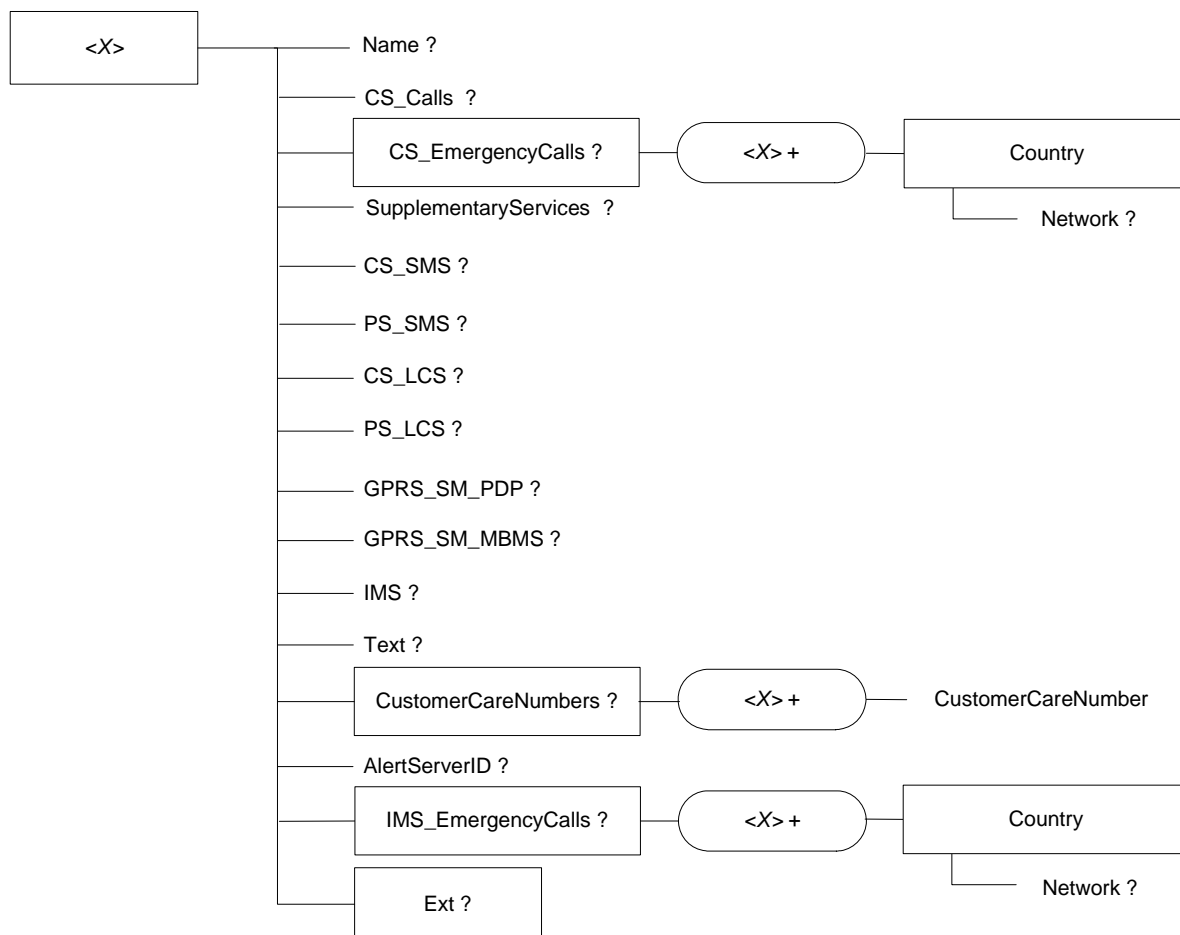 <X>
Name ?
CS_Calls ?
CS_EmergencyCalls ?
<X> +
Country
Network ?
SupplementaryServices ?
CS_SMS ?
PS_SMS ?
CS_LCS ?
PS_LCS ?
GPRS_SM_PDP ?
GPRS_SM_MBMS ?
IMS ?
Text ?
CustomerCareNumbers ?
<X> +
CustomerCareNumber
AlertServerID ?
IMS_EmergencyCalls ?
<X> +
Country
Network ?
Ext ?